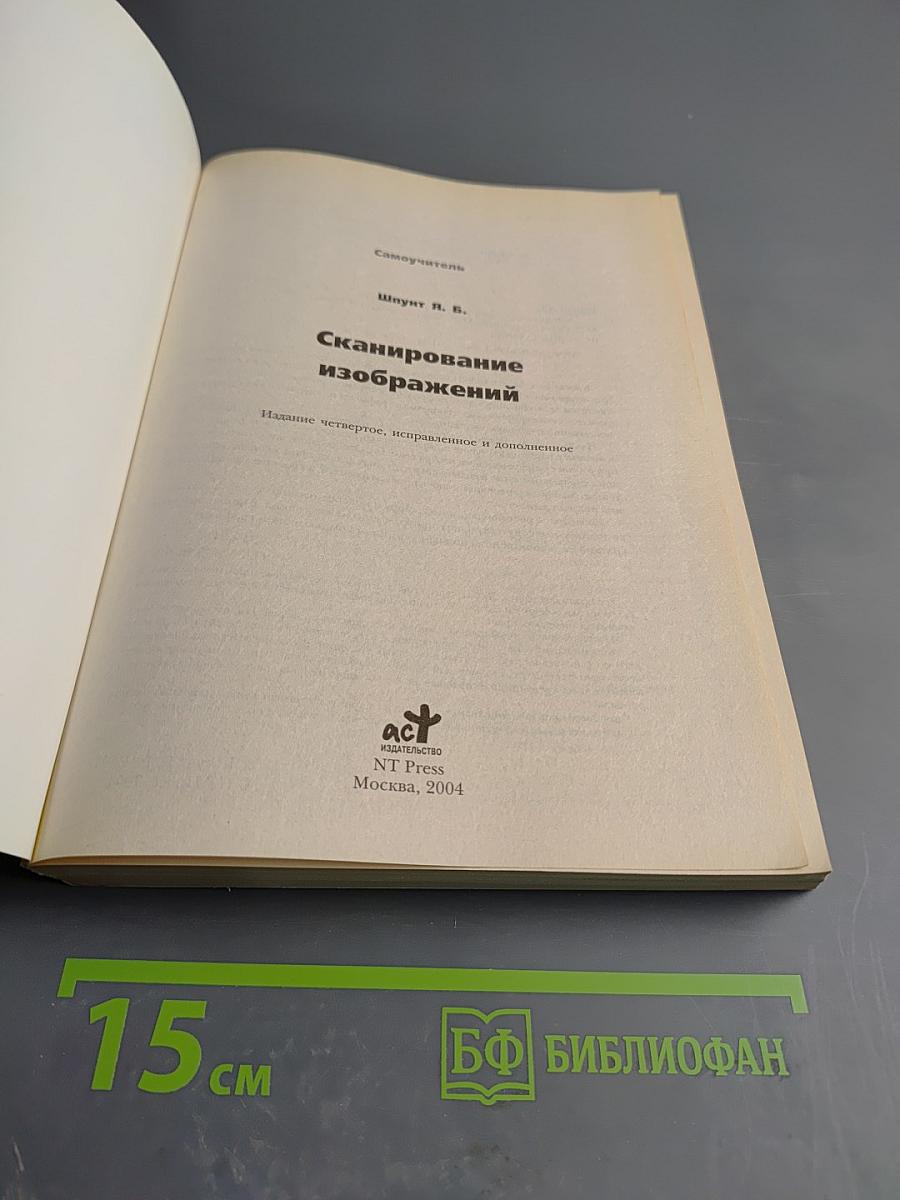 Самоучитель
Шпунт Я. Б.
Сканирование
изображений
Издание четвертое, исправленное и дополненное
аст
ИЗДАТЕЛЬСТВО
NT Press
Москва, 2004
15 см
БФ БИБЛИОФАН